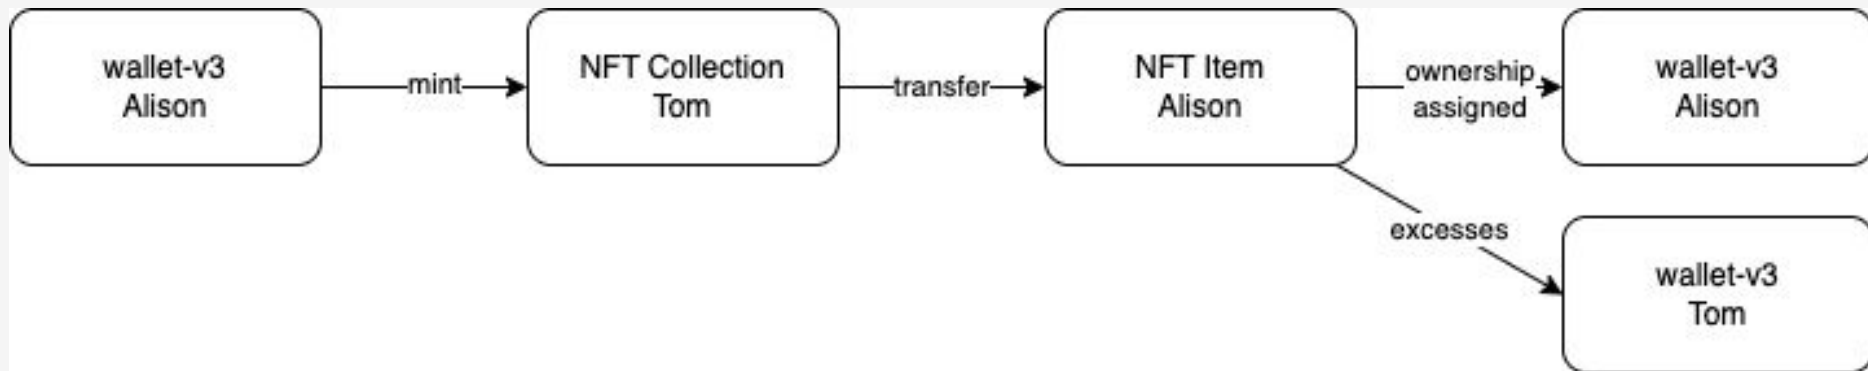 wallet-v3
Alison
mint
NFT Collection
Tom
transfer
NFT Item
Alison
ownership
assigned
wallet-v3
Alison
excesses
wallet-v3
Tom